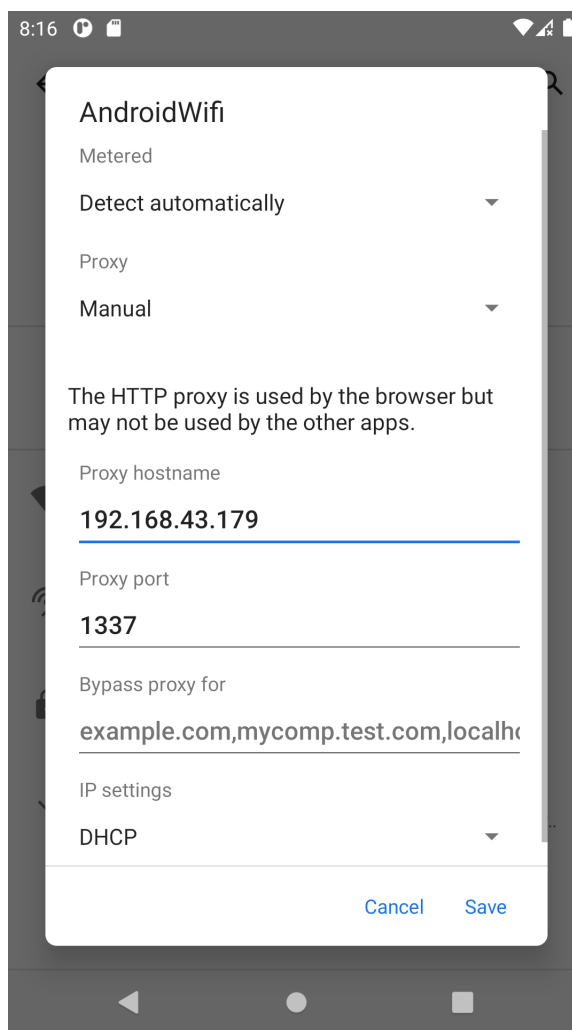 8:16
AndroidWifi
Metered
Detect automatically
Proxy
Manual
The HTTP proxy is used by the browser but
may not be used by the other apps.
Proxy hostname
192.168.43.179
Proxy port
1337
Bypass proxy for
example.com,mycomp.test.com,localho
IP settings
DHCP
Cancel
Save